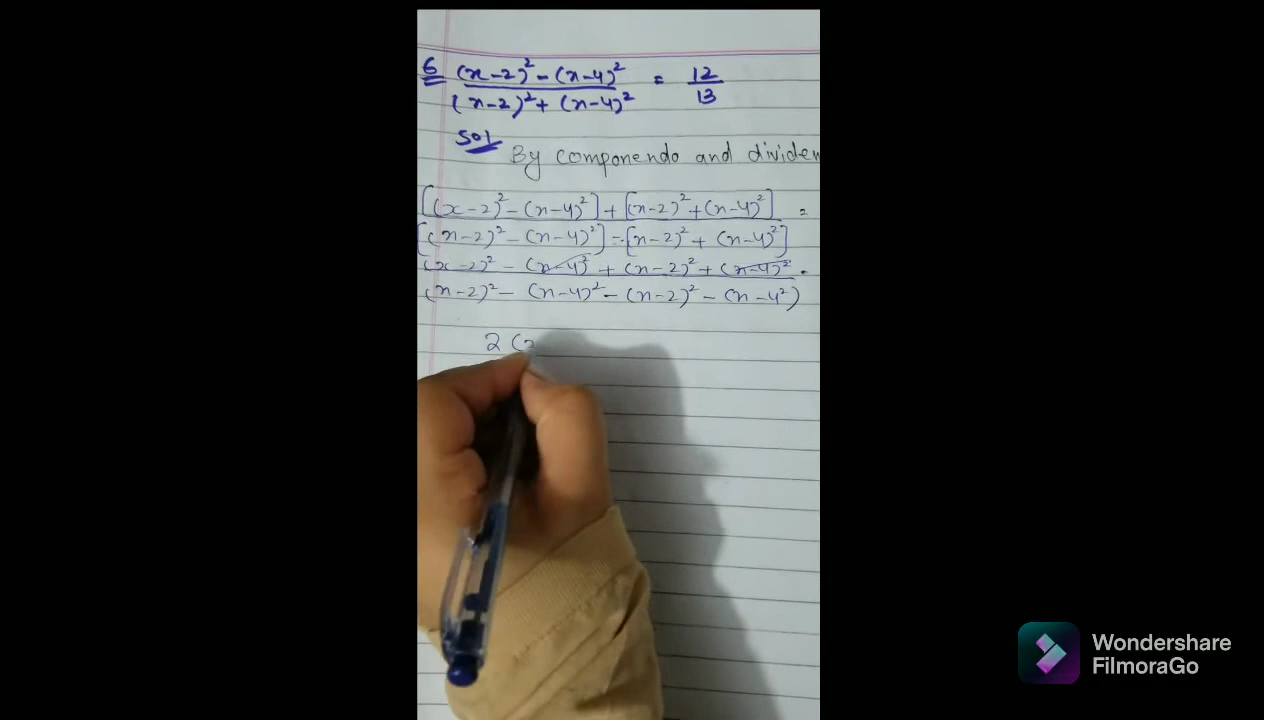 6 (x-2)² - (x-4)² = 12
(x-2)² + (x-4)² 13
Sol
By componendo and dividen
[(x-2)² - (x-4)²] + [(x-2)² + (x-4)²] =
[(x-2)² - (x-4)²] - [(x-2)² + (x-4)²]
(x-2)² - (x-4)² + (x-2)² + (x-4)² =
(x-2)² - (x-4)² - (x-2)² - (x-4²)
2 (x
Wondershare
FilmoraGo